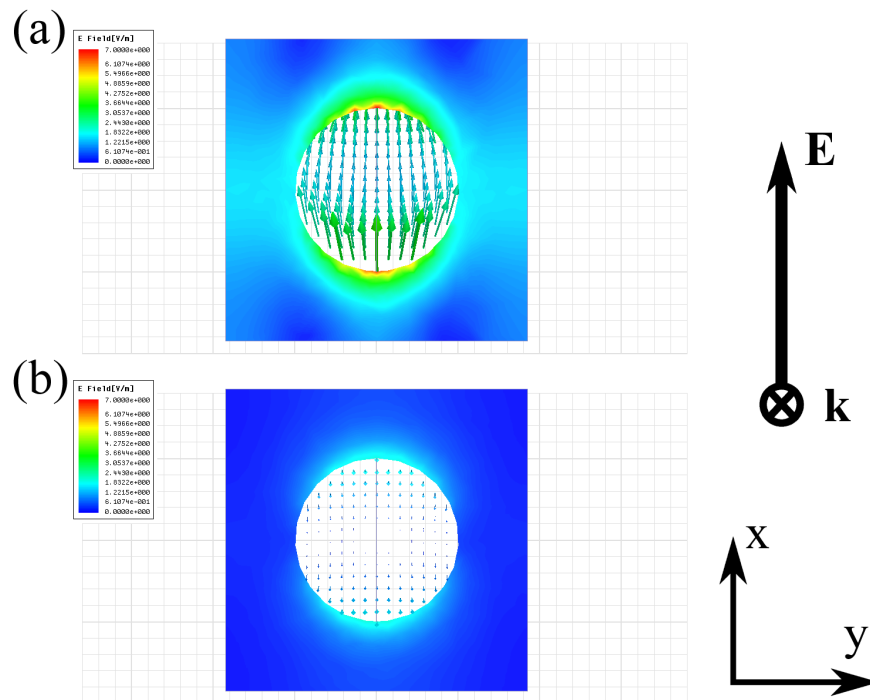 (a)
E Field[V/m]
7.0000e+000
6.1074e+000
5.4966e+000
4.8859e+000
4.2752e+000
3.6644e+000
3.0537e+000
2.4430e+000
1.8322e+000
1.2215e+000
6.1074e-001
0.0000e+000
E
k
(b)
E Field[V/m]
7.0000e+000
6.1074e+000
5.4966e+000
4.8859e+000
4.2752e+000
3.6644e+000
3.0537e+000
2.4430e+000
1.8322e+000
1.2215e+000
6.1074e-001
0.0000e+000
x
y